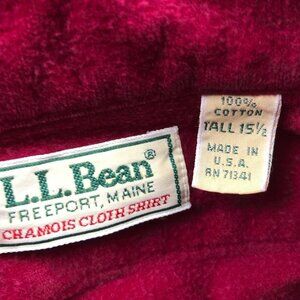 L.L.Bean®
FREEPORT, MAINE
CHAMOIS CLOTH SHIRT
100%
COTTON
TALL 15½
MADE IN
U.S.A.
RN 71341